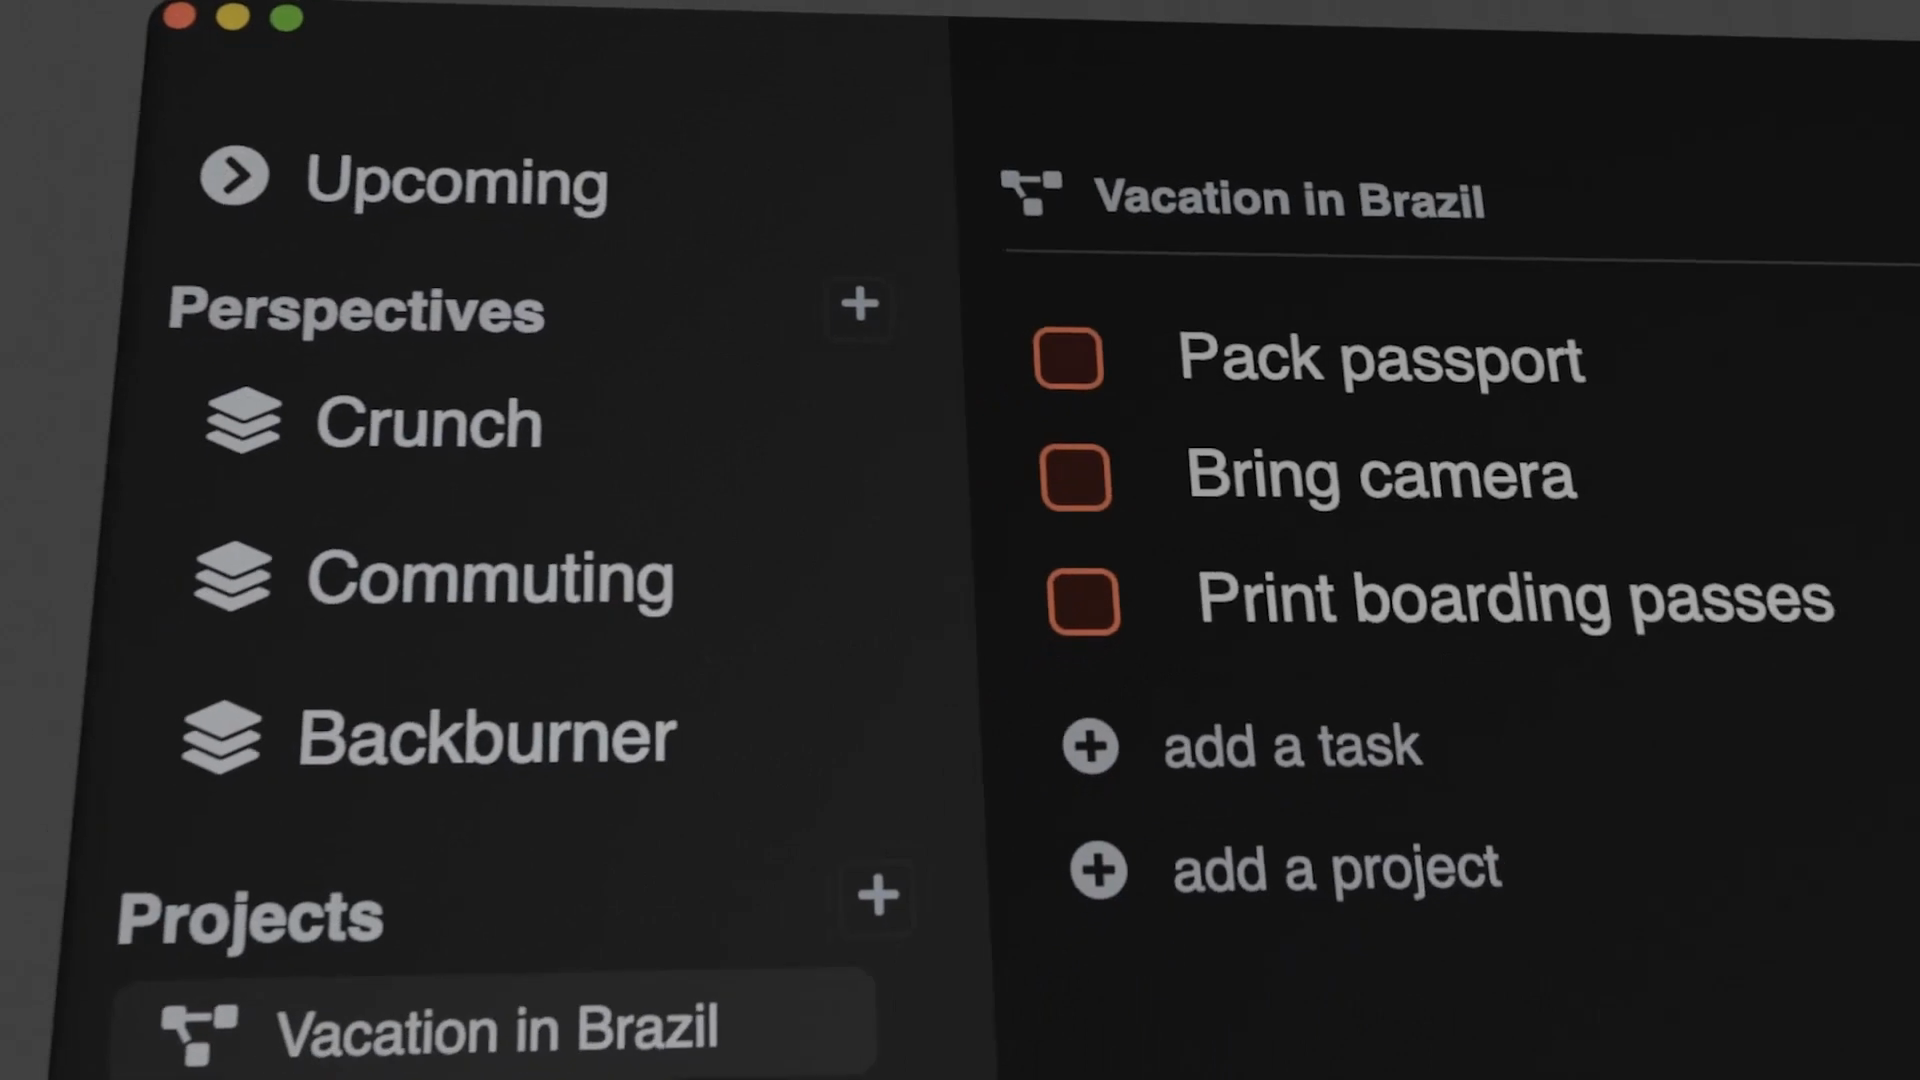 Upcoming
Perspectives
Crunch
Commuting
Backburner
Projects
Vacation in Brazil
Vacation in Brazil
Pack passport
Bring camera
Print boarding passes
add a task
add a project